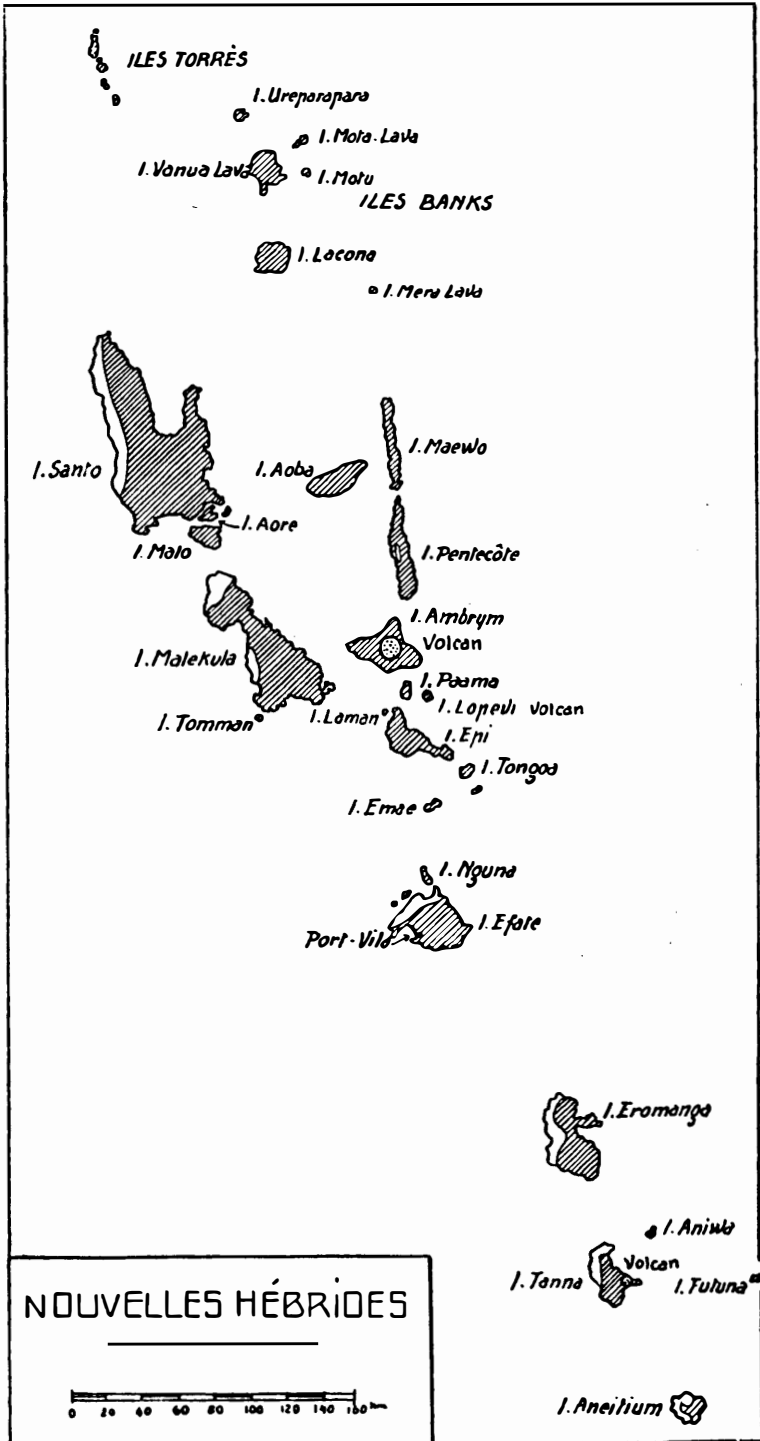 ILES TORRÈS
I. Ureparapara
I. Mota-Lava
I. Vanua Lava
I. Motu
ILES BANKS
I. Lacona
I. Mera Lava
I. Santo
I. Aoba
I. Maewo
I. Aore
I. Malo
I. Pentecôte
I. Ambrym
Volcan
I. Malekula
I. Paama
I. Lopevi Volcan
I. Laman
I. Tomman
I. Epi
I. Tongoa
I. Emae
I. Nguna
I. Efate
Port-Vila
I. Eromanga
I. Aniwa
Volcan
I. Tanna
I. Futuna
NOUVELLES HÉBRIDES
0 20 40 60 80 100 120 140 160 km
I. Aneitium